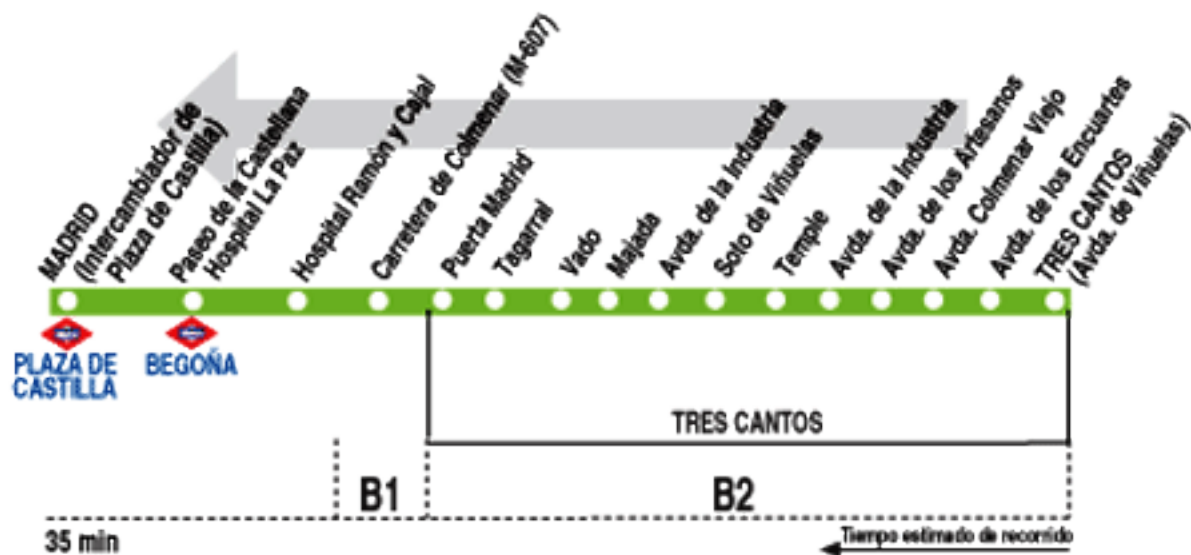 MADRID
(Intercambiador de
Plaza de Castilla)
Paseo de la Castellana
Hospital La Paz
Hospital Ramón y Cajal
Carretera de Colmenar (M-607)
Puerta Madrid
Tagarral
Vado
Majada
Avda. de la Industria
Soto de Viñuelas
Temple
Avda. de la Industria
Avda. de los Artesanos
Avda. Colmenar Viejo
Avda. de los Encuartes
TRES CANTOS
(Avda. de Viñuelas)
PLAZA DE
CASTILLA
BEGOÑA
TRES CANTOS
B1
B2
35 min
Tiempo estimado de recorrido